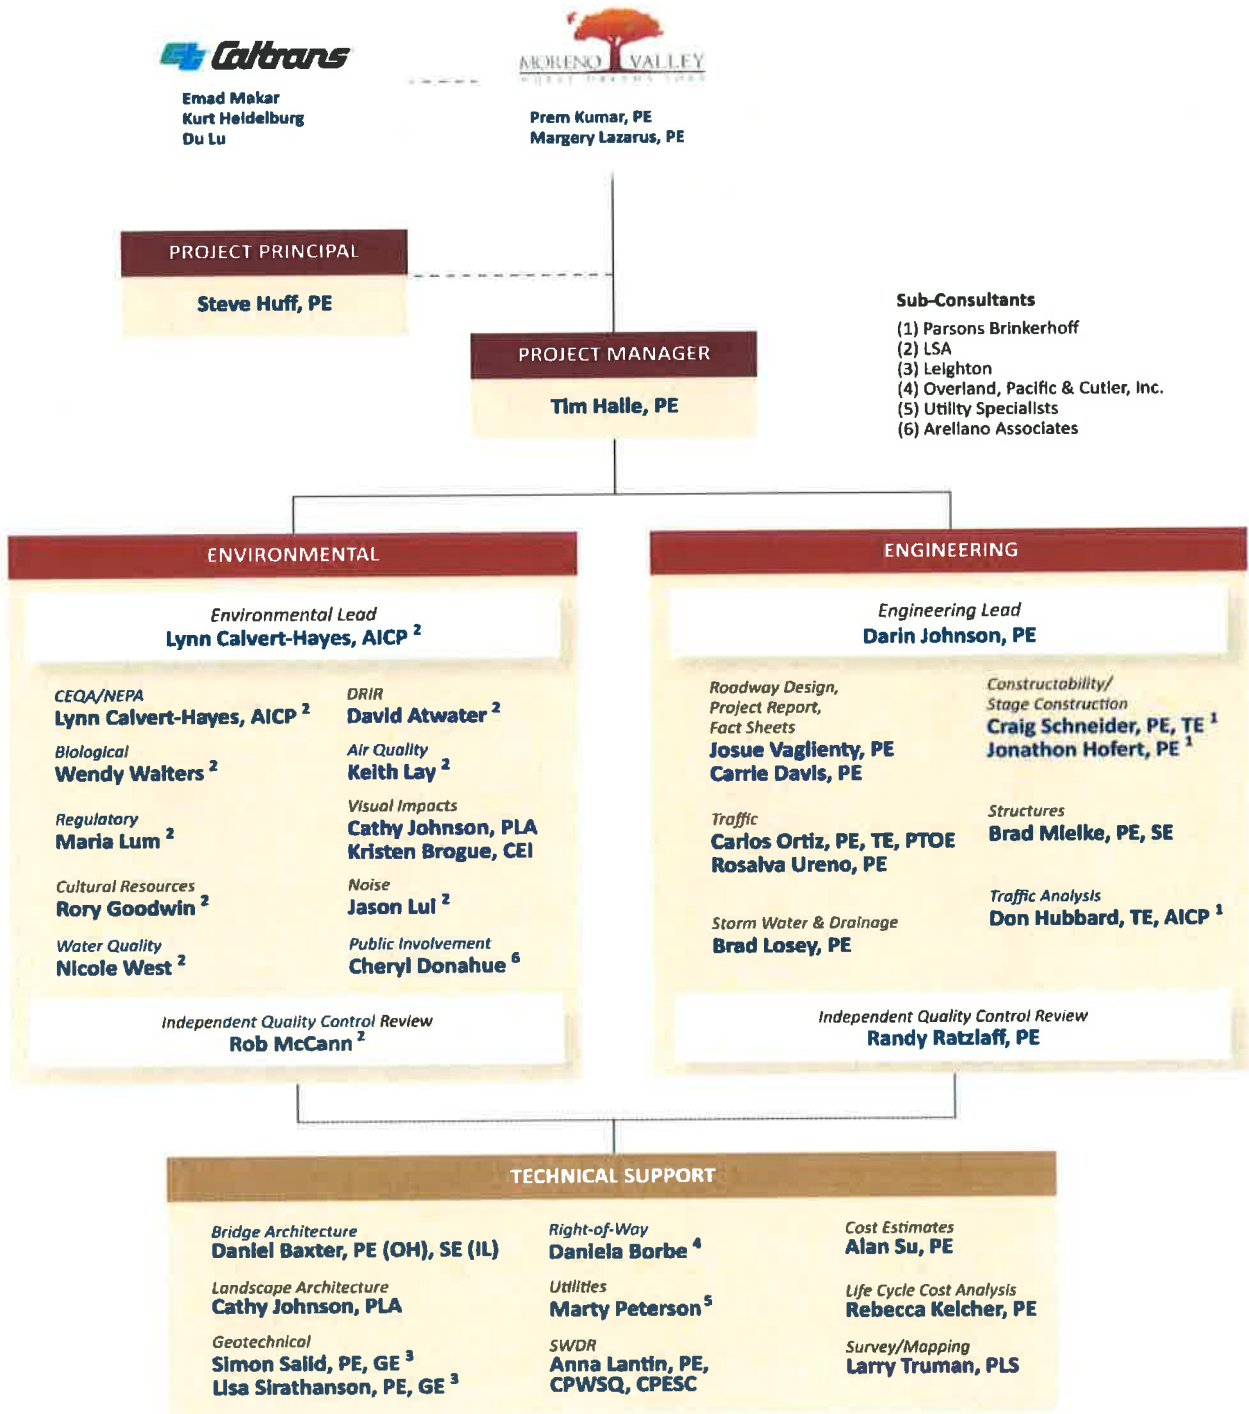 Caltrans
Emad Makar
Kurt Heidelburg
Du Lu
MORENO VALLEY
WHERE DREAMS SOAR
Prem Kumar, PE
Margery Lazarus, PE
PROJECT PRINCIPAL
Steve Huff, PE
PROJECT MANAGER
Tim Haile, PE
Sub-Consultants
(1) Parsons Brinkerhoff
(2) LSA
(3) Leighton
(4) Overland, Pacific & Cutler, Inc.
(5) Utility Specialists
(6) Arellano Associates
ENVIRONMENTAL
Environmental Lead
Lynn Calvert-Hayes, AICP 2
CEQA/NEPA
Lynn Calvert-Hayes, AICP 2
Biological
Wendy Walters 2
Regulatory
Maria Lum 2
Cultural Resources
Rory Goodwin 2
Water Quality
Nicole West 2
DRIR
David Atwater 2
Air Quality
Keith Lay 2
Visual Impacts
Cathy Johnson, PLA
Kristen Brogue, CEI
Noise
Jason Lui 2
Public Involvement
Cheryl Donahue 6
Independent Quality Control Review
Rob McCann 2
ENGINEERING
Engineering Lead
Darin Johnson, PE
Roadway Design,
Project Report,
Fact Sheets
Josue Vaglienty, PE
Carrie Davis, PE
Traffic
Carlos Ortiz, PE, TE, PTOE
Rosalva Ureno, PE
Storm Water & Drainage
Brad Losey, PE
Constructability/
Stage Construction
Craig Schneider, PE, TE 1
Jonathon Hofert, PE 1
Structures
Brad Mielke, PE, SE
Traffic Analysis
Don Hubbard, TE, AICP 1
Independent Quality Control Review
Randy Ratzlaff, PE
TECHNICAL SUPPORT
Bridge Architecture
Daniel Baxter, PE (OH), SE (IL)
Landscape Architecture
Cathy Johnson, PLA
Geotechnical
Simon Saiid, PE, GE 3
Lisa Sirathanson, PE, GE 3
Right-of-Way
Daniela Borbe 4
Utilities
Marty Peterson 5
SWDR
Anna Lantin, PE,
CPWSQ, CPESC
Cost Estimates
Alan Su, PE
Life Cycle Cost Analysis
Rebecca Kelcher, PE
Survey/Mapping
Larry Truman, PLS